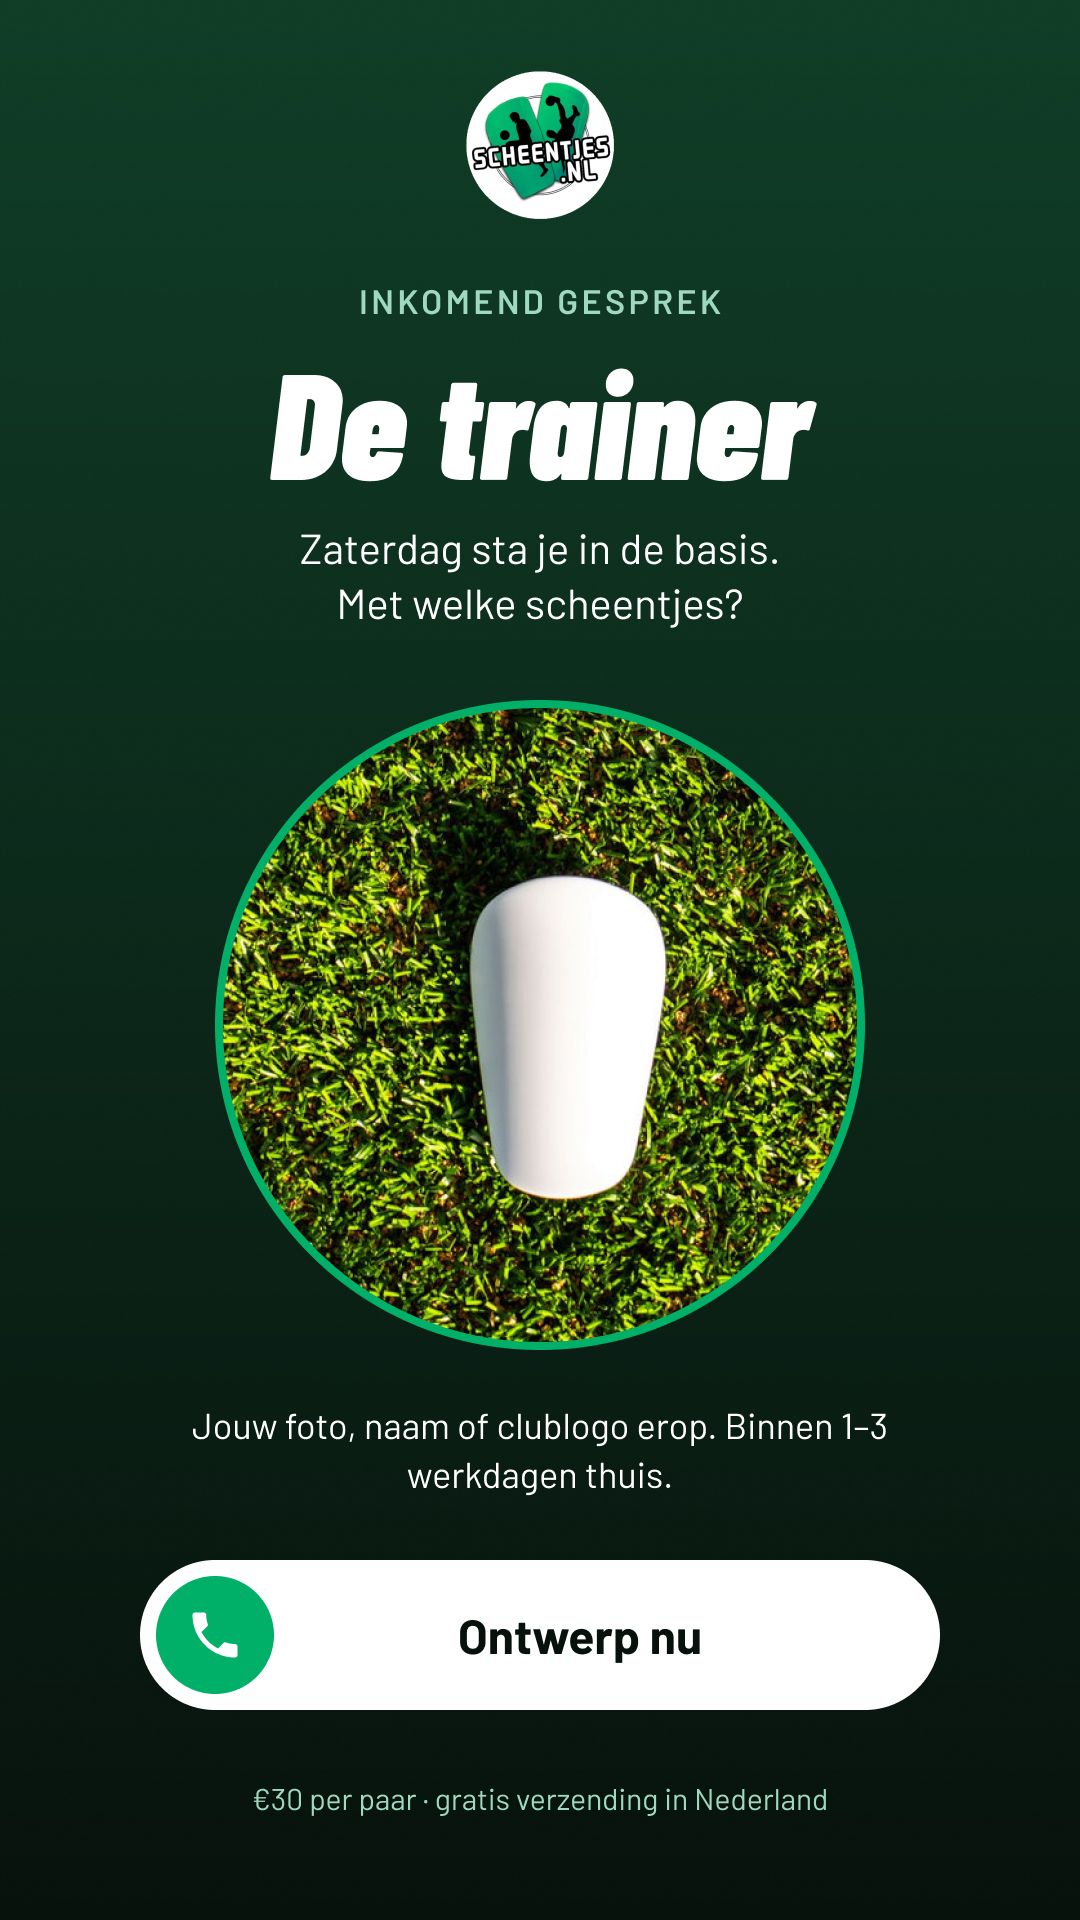 SCHEENTJES
.NL
INKOMEND GESPREK
De trainer
Zaterdag sta je in de basis.
Met welke scheentjes?
Jouw foto, naam of clublogo erop. Binnen 1–3
werkdagen thuis.
Ontwerp nu
€30 per paar · gratis verzending in Nederland